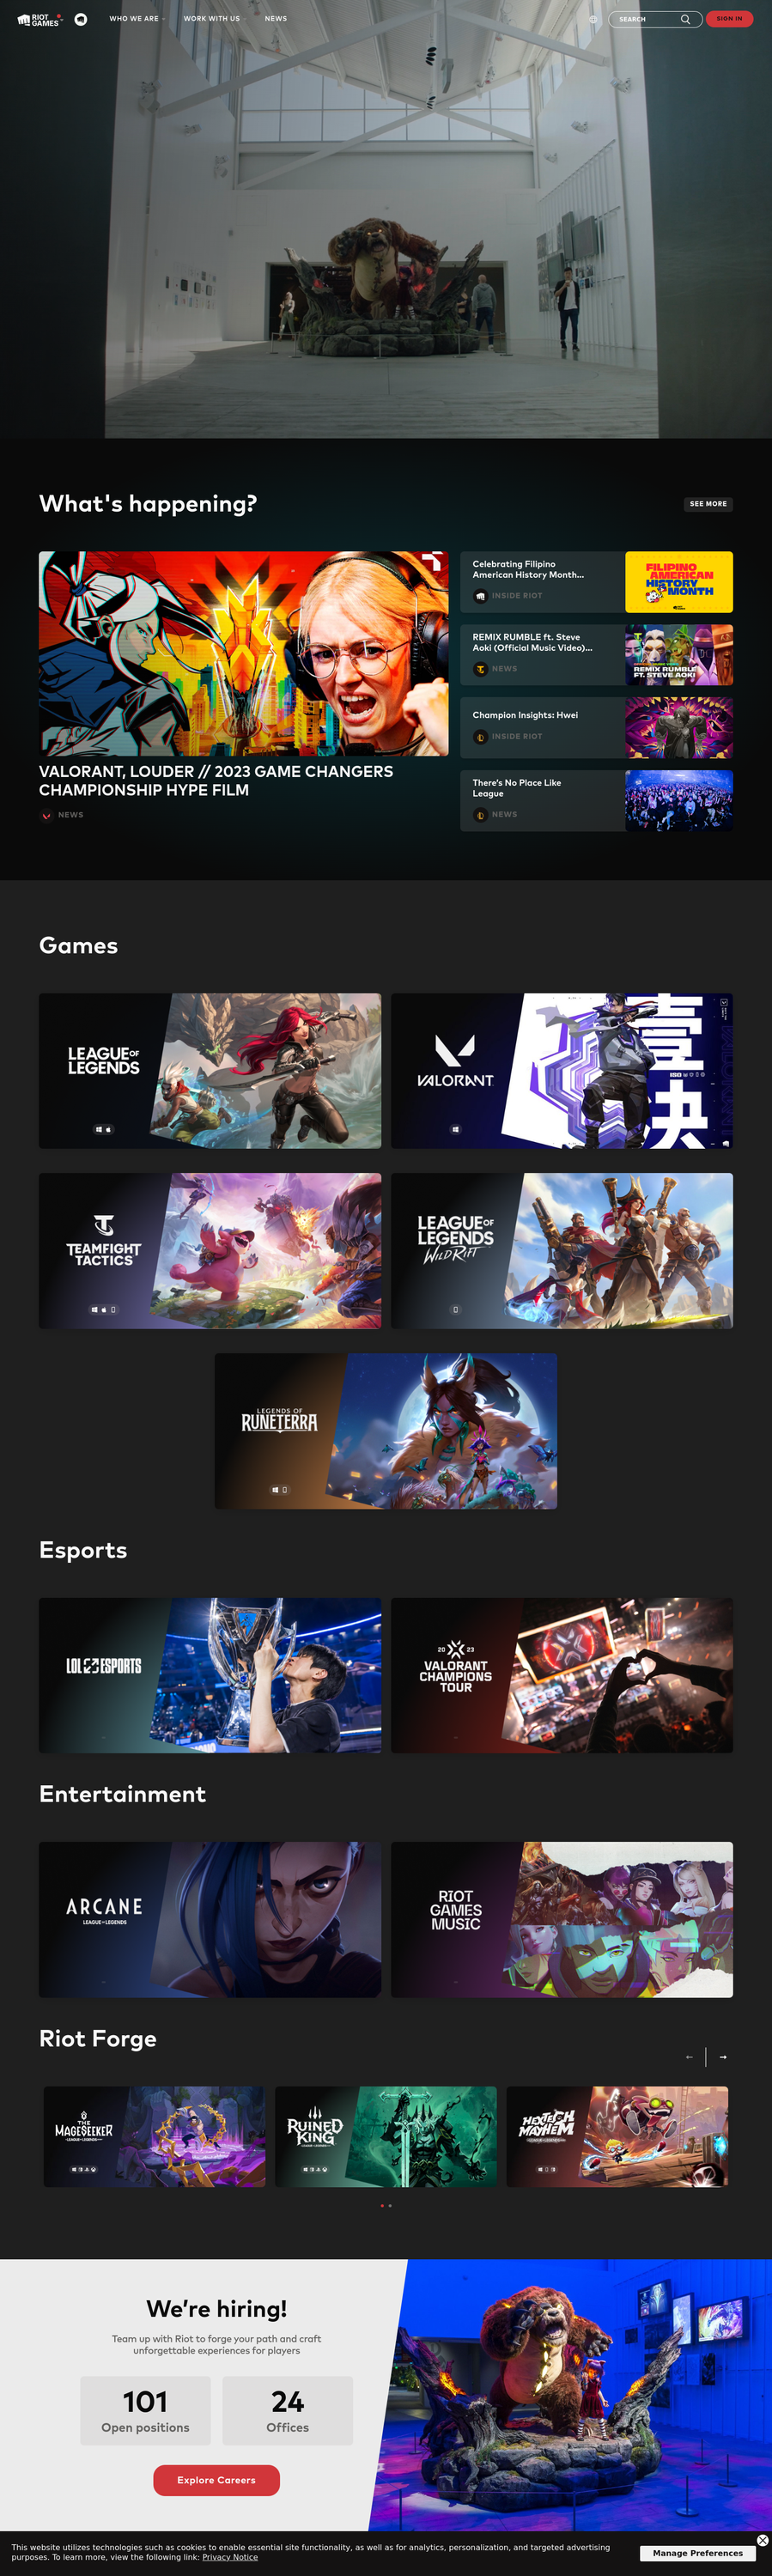 RIOT
GAMES
WHO WE ARE
WORK WITH US
NEWS
SEARCH
SIGN IN
What's happening?
SEE MORE
VALORANT, LOUDER // 2023 GAME CHANGERS
CHAMPIONSHIP HYPE FILM
NEWS
Celebrating Filipino
American History Month...
INSIDE RIOT
FILIPINO
AMERICAN
HISTORY
MONTH
REMIX RUMBLE ft. Steve
Aoki (Official Music Video)...
NEWS
REMIX RUMBLE
FT. STEVE AOKI
Champion Insights: Hwei
INSIDE RIOT
There's No Place Like
League
NEWS
Games
LEAGUE OF
LEGENDS
VALORANT
壹
决
ISO
TEAMFIGHT
TACTICS
LEAGUE OF
LEGENDS
WILD RIFT
LEGENDS OF
RUNETERRA
Esports
LOL ESPORTS
20 23
VALORANT
CHAMPIONS
TOUR
Entertainment
ARCANE
LEAGUE OF LEGENDS
RIOT
GAMES
MUSIC
Riot Forge
THE
MAGESEEKER
RUINED
KING
HEXTECH
MAYHEM
We're hiring!
Team up with Riot to forge your path and craft
unforgettable experiences for players
101
Open positions
24
Offices
Explore Careers
This website utilizes technologies such as cookies to enable essential site functionality, as well as for analytics, personalization, and targeted advertising
purposes. To learn more, view the following link: Privacy Notice
Manage Preferences